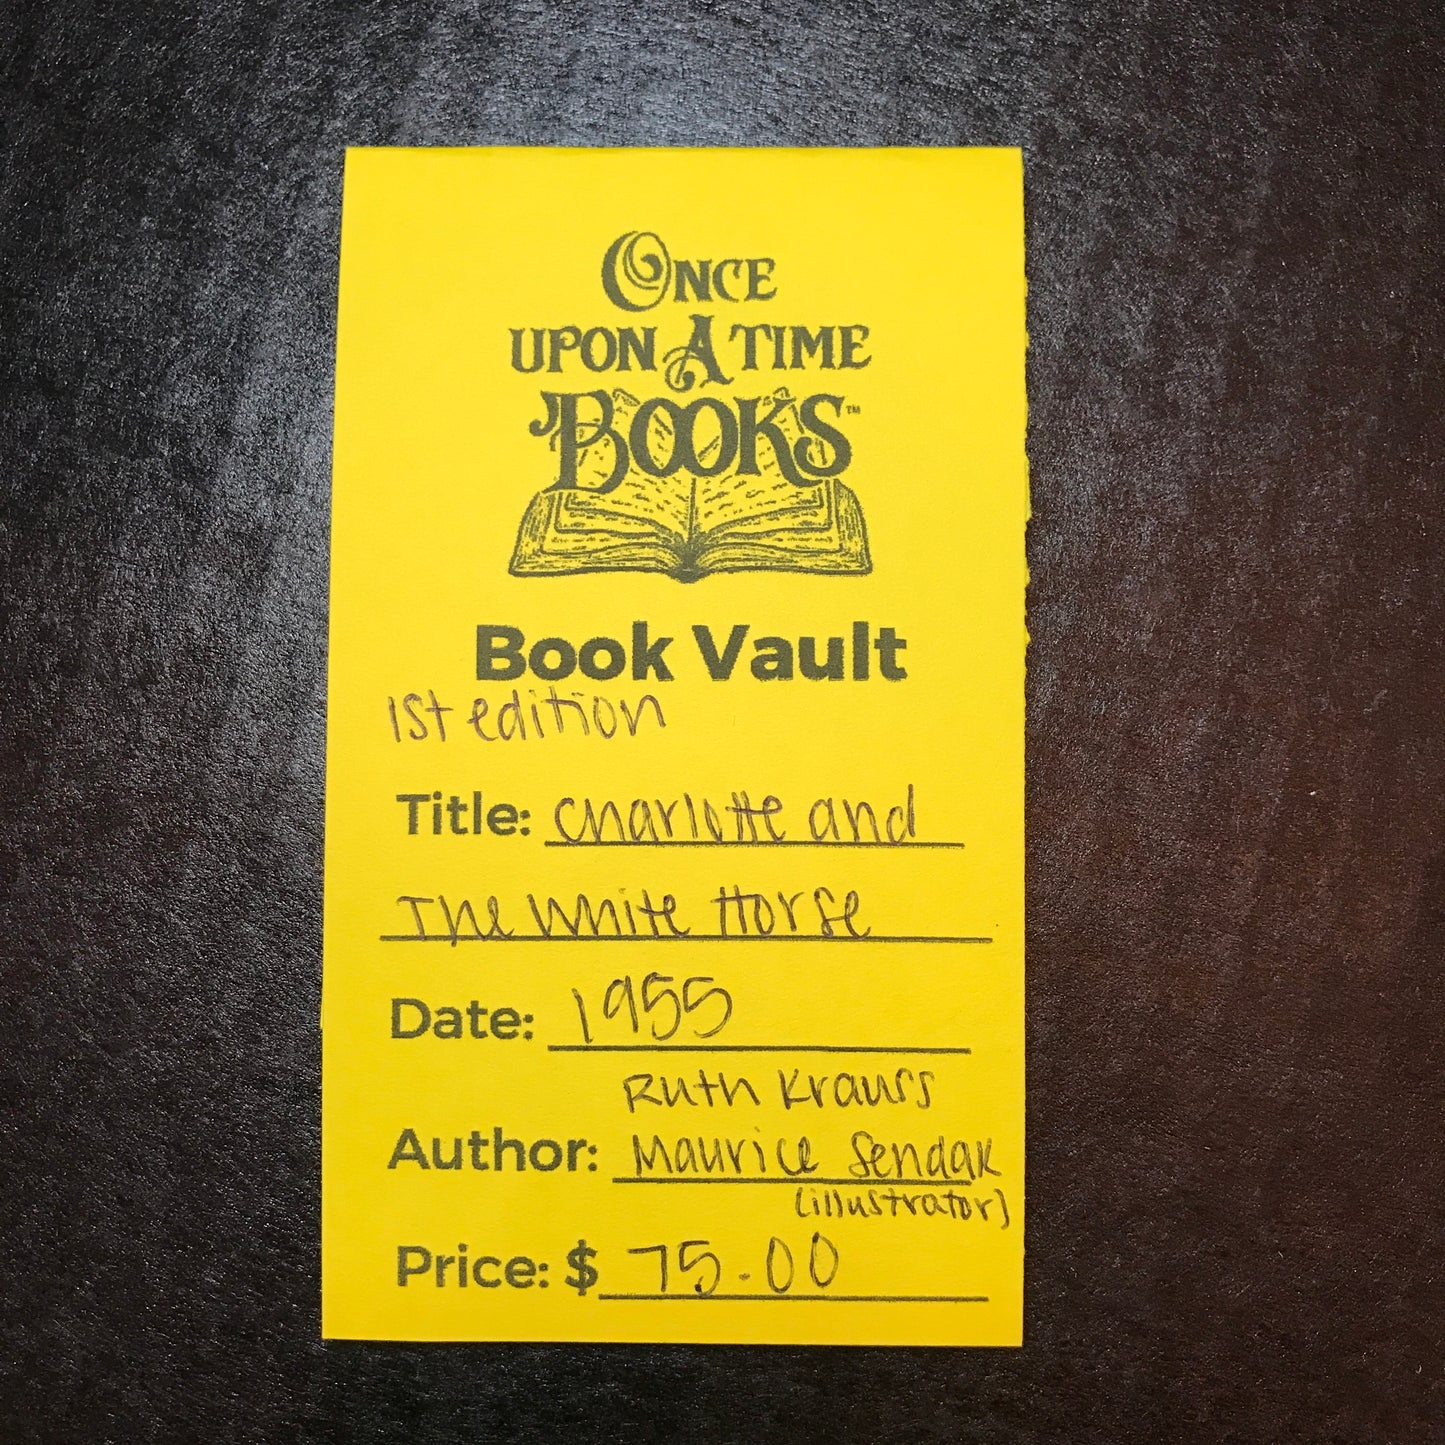 ONCE
UPON A TIME
BOOKS™
Book Vault
1st edition
Title: Charlotte and
The White Horse
Date: 1955
Ruth Krauss
Author: Maurice Sendak
(illustrator)
Price: $ 75.00